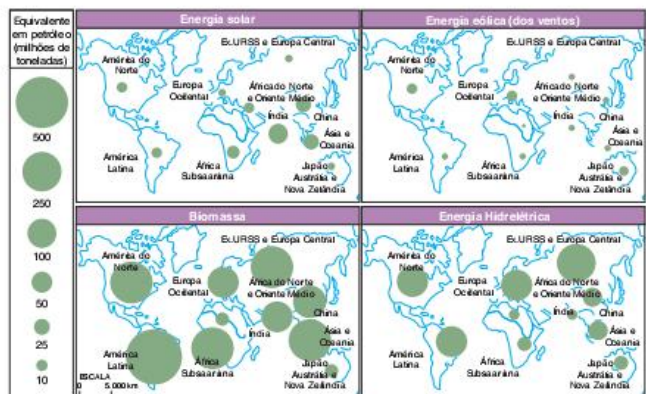 Equivalente
em petróleo
(milhões de
toneladas)
500
250
100
50
25
10
Energia solar
Ex.URSS e Europa Central
América do
Norte
Europa
Ocidental
África do Norte
e Oriente Médio
Índia
China
Ásia e
Oceania
América
Latina
África
Subsaariana
Japão
Austrália e
Nova Zelândia
Energia eólica (dos ventos)
Ex.URSS e Europa Central
América do
Norte
Europa
Ocidental
África do Norte
e Oriente Médio
Índia
China
Ásia e
Oceania
América
Latina
África
Subsaariana
Japão
Austrália e
Nova Zelândia
Biomassa
Ex.URSS e Europa Central
América do
Norte
Europa
Ocidental
África do Norte
e Oriente Médio
Índia
China
Ásia e
Oceania
América
Latina
África
Subsaariana
Japão
Austrália e
Nova Zelândia
ESCALA
0 5.000 km
Energia Hidrelétrica
Ex.URSS e Europa Central
América do
Norte
Europa
Ocidental
África do Norte
e Oriente Médio
Índia
China
Ásia e
Oceania
América
Latina
África
Subsaariana
Japão
Austrália e
Nova Zelândia